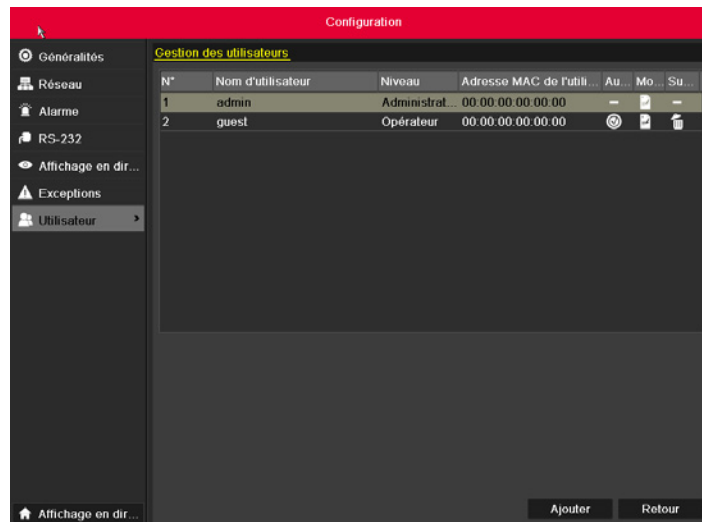 Configuration
Généralités
Réseau
Alarme
RS-232
Affichage en dir...
Exceptions
Utilisateur
Affichage en dir...
Gestion des utilisateurs
N° Nom d'utilisateur Niveau Adresse MAC de l'utili... Au... Mo... Su...
1 admin Administrat... 00:00:00:00:00:00 –
2 guest Opérateur 00:00:00:00:00:00
Ajouter Retour